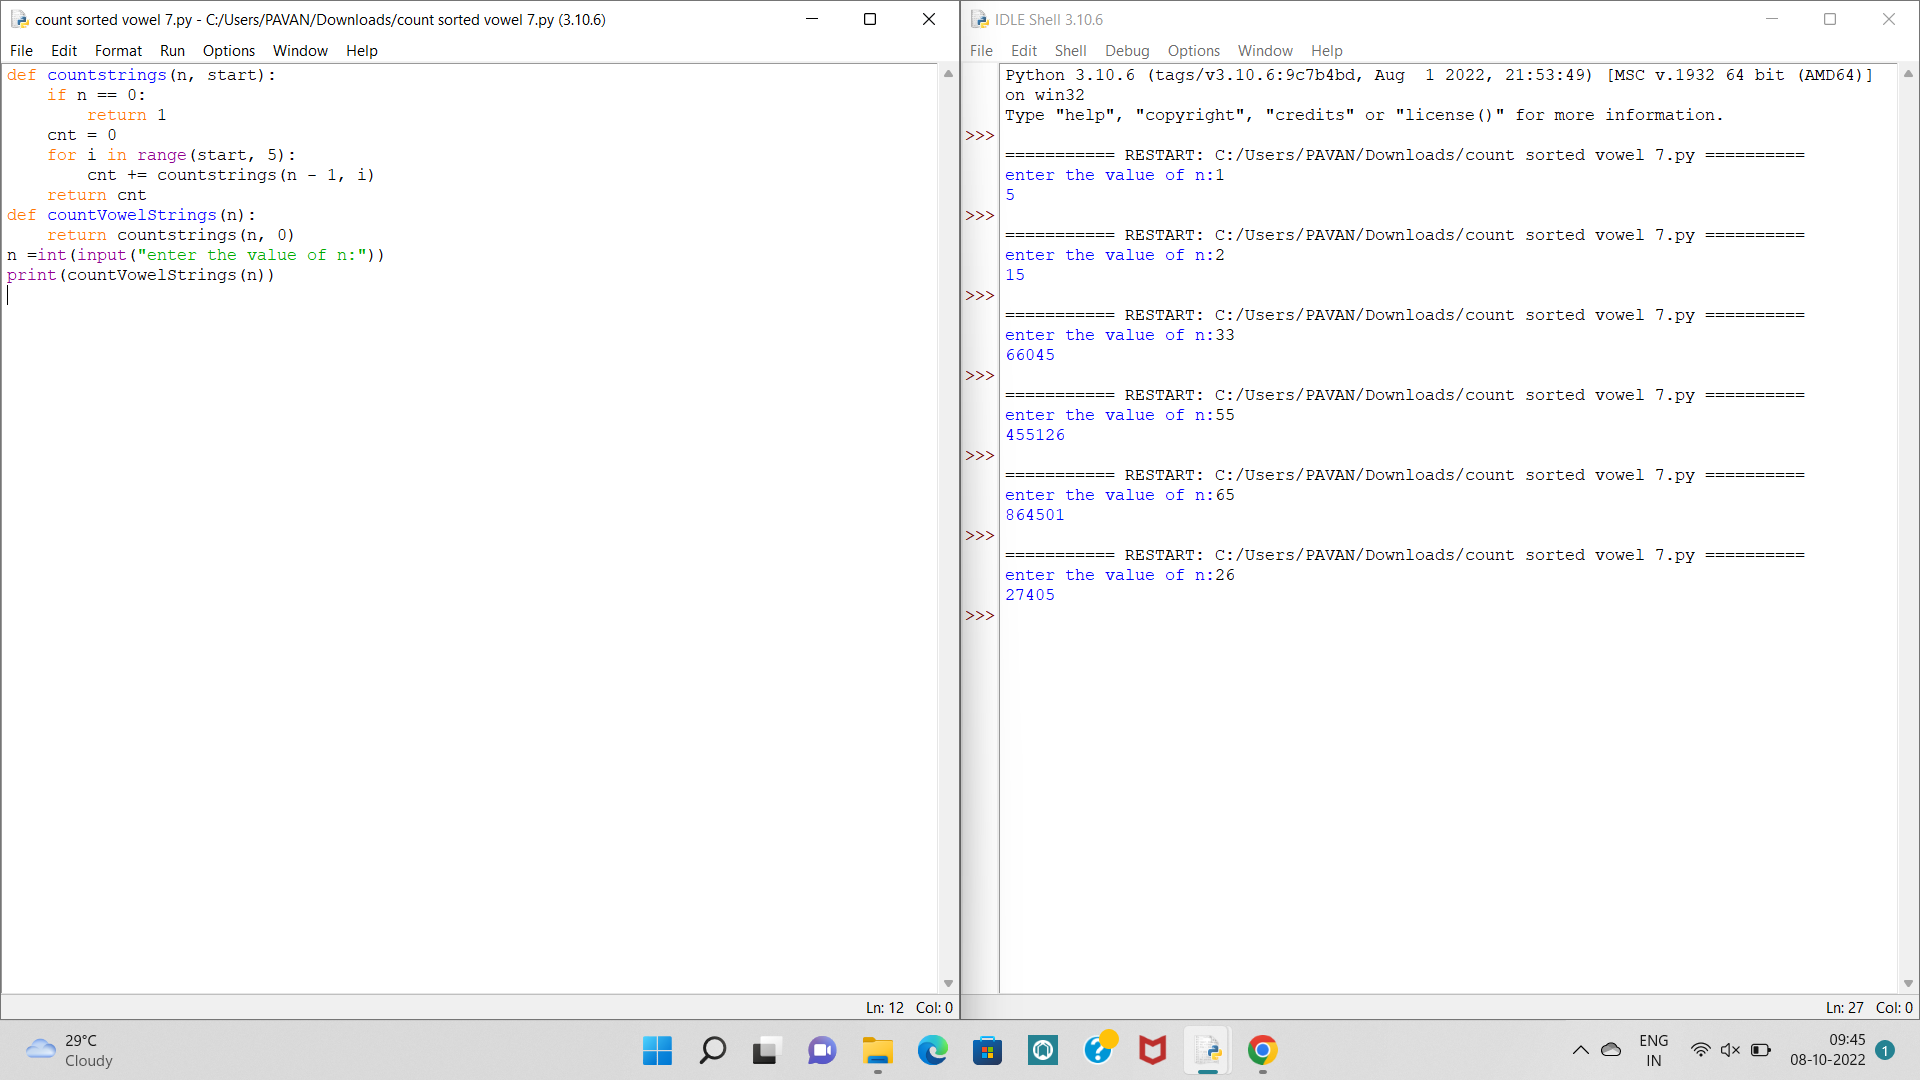 count sorted vowel 7.py - C:/Users/PAVAN/Downloads/count sorted vowel 7.py (3.10.6)
File Edit Format Run Options Window Help
def countstrings(n, start):
    if n == 0:
        return 1
    cnt = 0
    for i in range(start, 5):
        cnt += countstrings(n - 1, i)
    return cnt
def countVowelStrings(n):
    return countstrings(n, 0)
n =int(input("enter the value of n:"))
print(countVowelStrings(n))
Ln: 12 Col: 0
IDLE Shell 3.10.6
File Edit Shell Debug Options Window Help
Python 3.10.6 (tags/v3.10.6:9c7b4bd, Aug  1 2022, 21:53:49) [MSC v.1932 64 bit (AMD64)]
on win32
Type "help", "copyright", "credits" or "license()" for more information.
>>>
=========== RESTART: C:/Users/PAVAN/Downloads/count sorted vowel 7.py ==========
enter the value of n:1
5
>>>
=========== RESTART: C:/Users/PAVAN/Downloads/count sorted vowel 7.py ==========
enter the value of n:2
15
>>>
=========== RESTART: C:/Users/PAVAN/Downloads/count sorted vowel 7.py ==========
enter the value of n:33
66045
>>>
=========== RESTART: C:/Users/PAVAN/Downloads/count sorted vowel 7.py ==========
enter the value of n:55
455126
>>>
=========== RESTART: C:/Users/PAVAN/Downloads/count sorted vowel 7.py ==========
enter the value of n:65
864501
>>>
=========== RESTART: C:/Users/PAVAN/Downloads/count sorted vowel 7.py ==========
enter the value of n:26
27405
>>>
Ln: 27 Col: 0
29°C
Cloudy
ENG
IN
09:45
08-10-2022
1